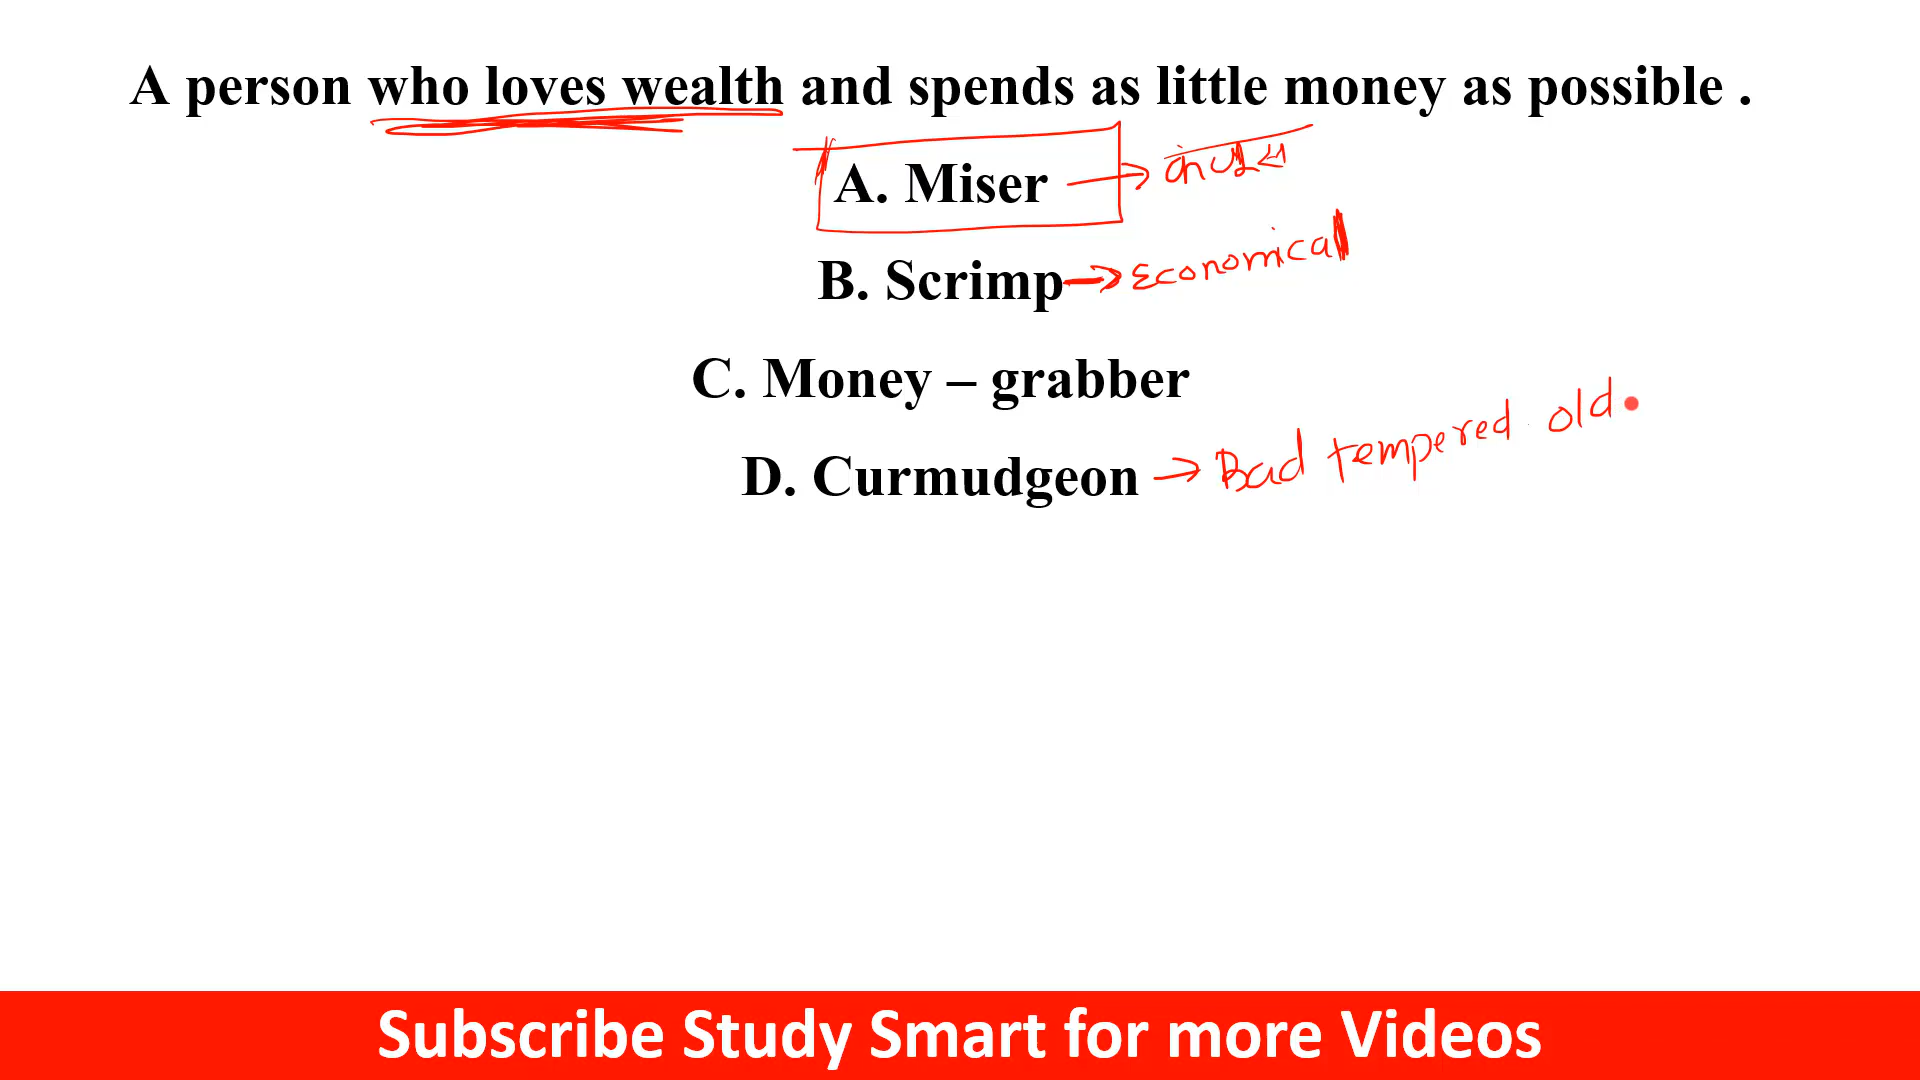 A person who loves wealth and spends as little money as possible .
A. Miser → कंजूस
B. Scrimp → Economical
C. Money – grabber
D. Curmudgeon → Bad tempered old
Subscribe Study Smart for more Videos